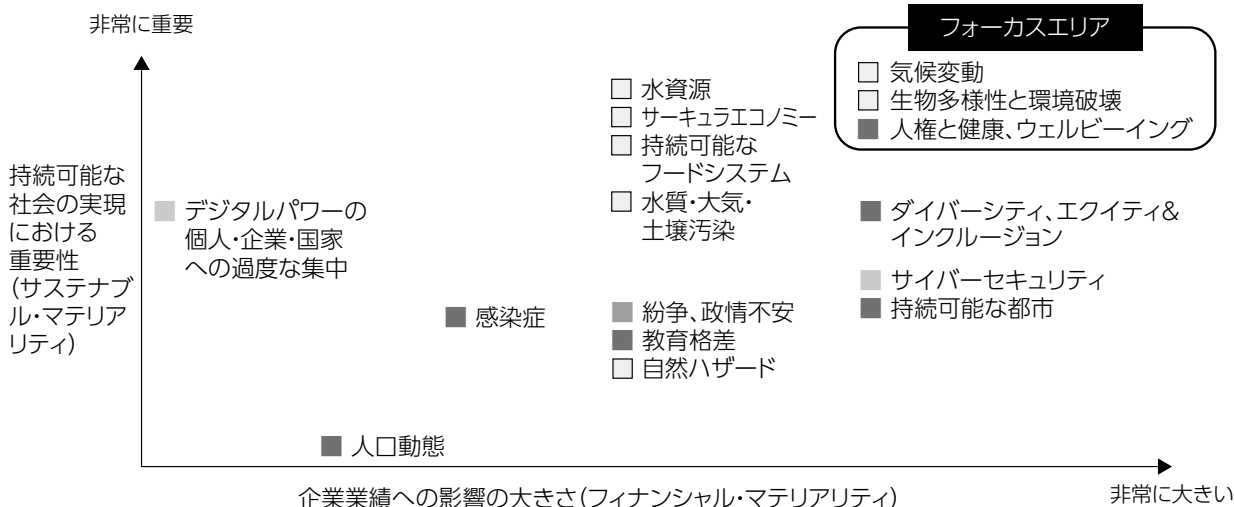 非常に重要
フォーカスエリア
気候変動
生物多様性と環境破壊
人権と健康、ウェルビーイング
水資源
サーキュラエコノミー
持続可能な
フードシステム
水質・大気・
土壌汚染
持続可能な
社会の実現
における
重要性
(サステナブ
ル・マテリア
リティ)
デジタルパワーの
個人・企業・国家
への過度な集中
ダイバーシティ、エクイティ&
インクルージョン
サイバーセキュリティ
持続可能な都市
感染症
紛争、政情不安
教育格差
自然ハザード
人口動態
企業業績への影響の大きさ(フィナンシャル・マテリアリティ)
非常に大きい